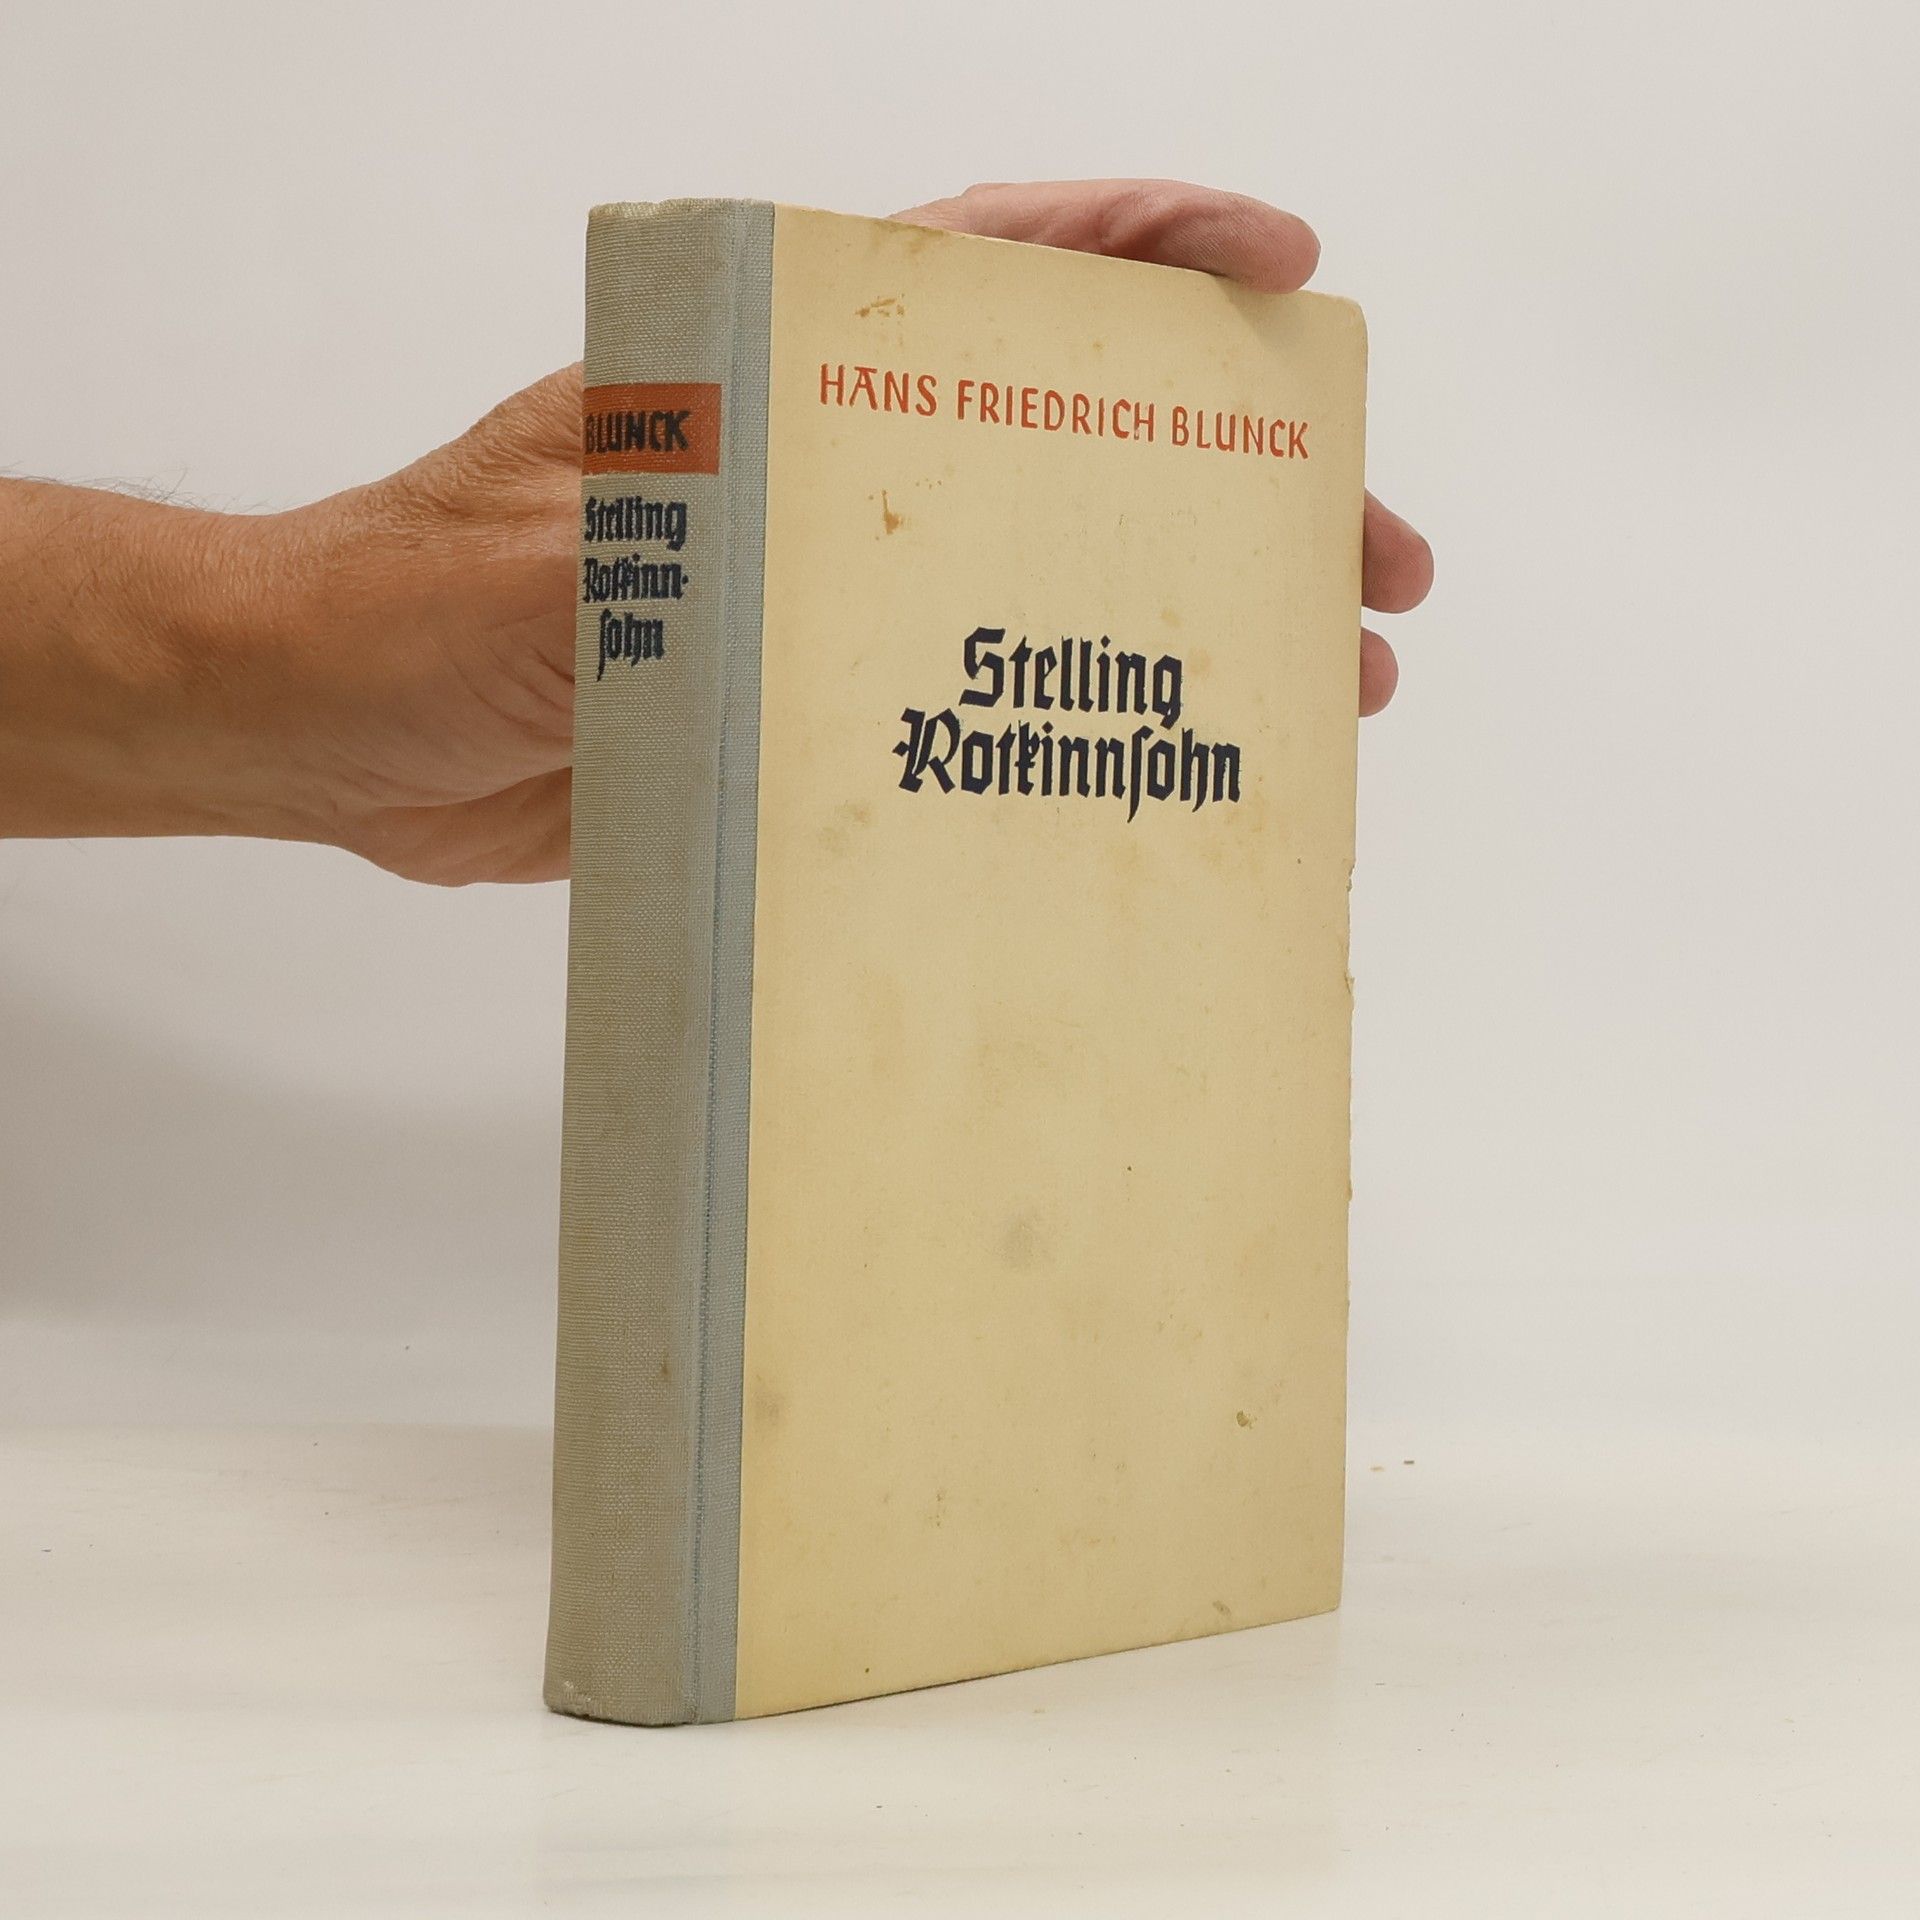 BLUNCK
Stelling
Rotkinn-
ſohn
HANS FRIEDRICH BLUNCK
Stelling
Rotkinnſohn